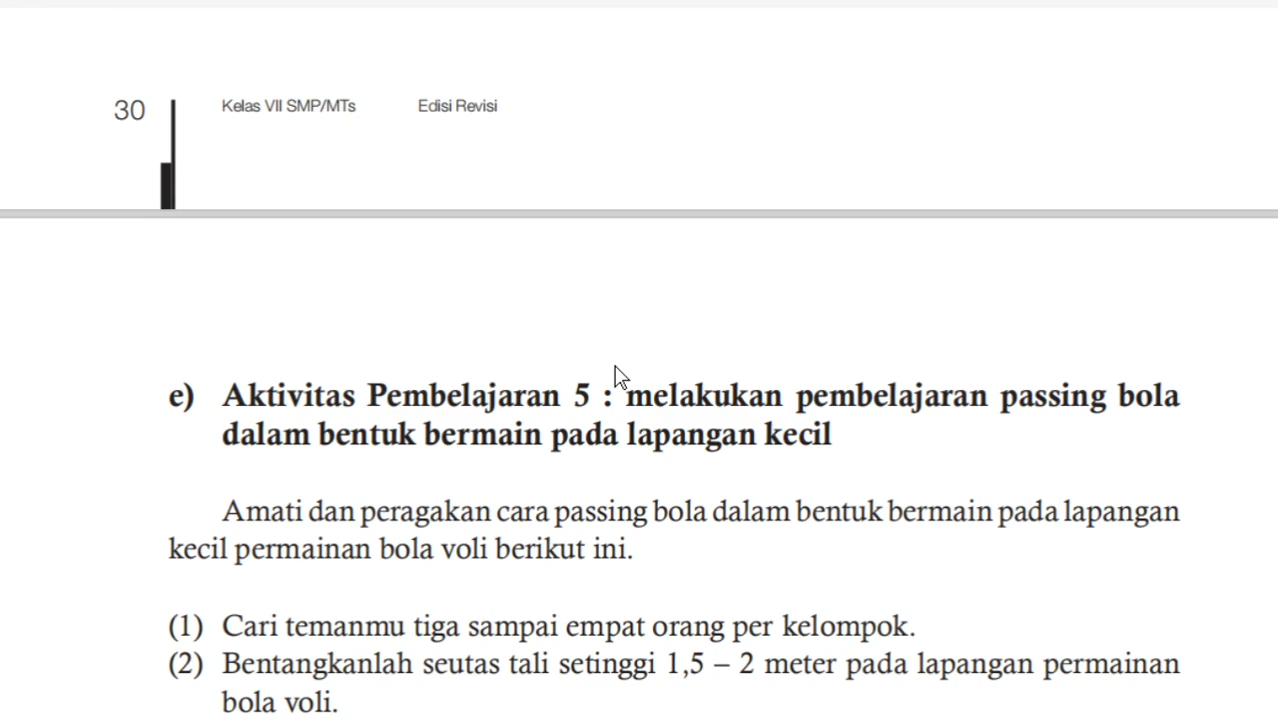 30 Kelas VII SMP/MTs Edisi Revisi
e) Aktivitas Pembelajaran 5 : melakukan pembelajaran passing bola
dalam bentuk bermain pada lapangan kecil
Amati dan peragakan cara passing bola dalam bentuk bermain pada lapangan
kecil permainan bola voli berikut ini.
(1) Cari temanmu tiga sampai empat orang per kelompok.
(2) Bentangkanlah seutas tali setinggi 1,5 – 2 meter pada lapangan permainan
bola voli.